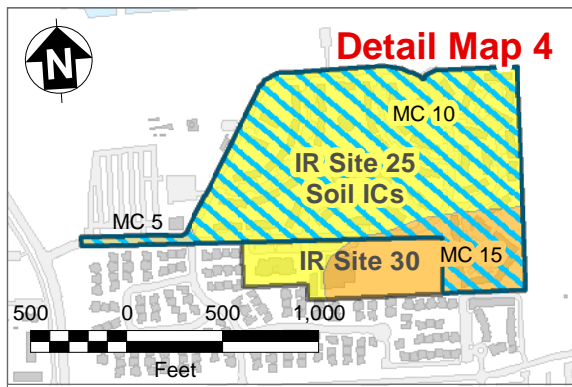 Detail Map 4
N
MC 10
IR Site 25
Soil ICs
MC 5
MC 15
IR Site 30
500 0 500 1,000
Feet